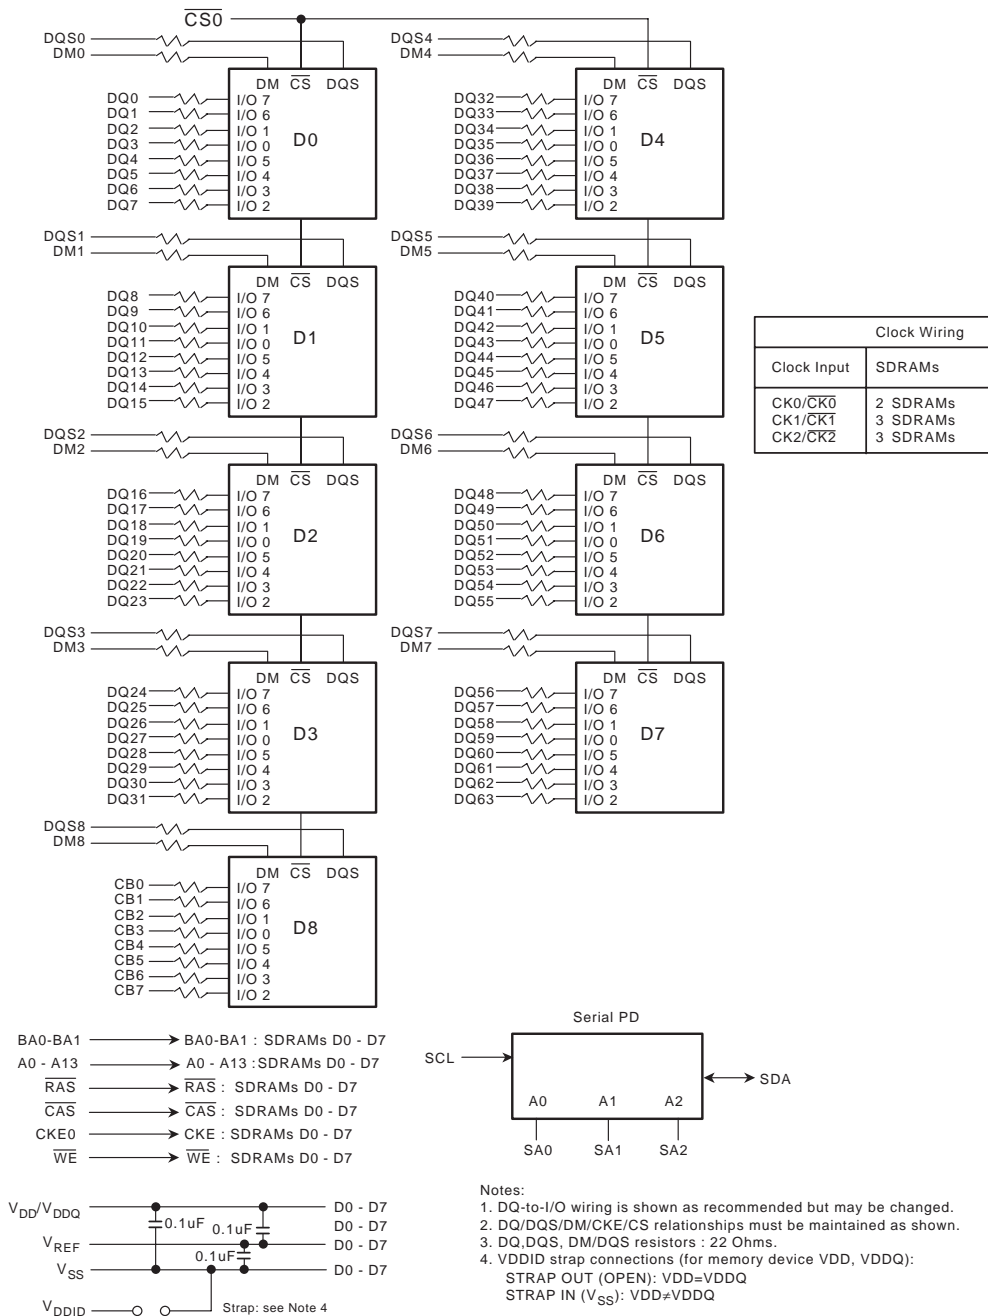 CS0
DQS0
DM0
DM CS DQS
DQ0 I/O 7
DQ1 I/O 6
DQ2 I/O 1
DQ3 I/O 0
DQ4 I/O 5
DQ5 I/O 4
DQ6 I/O 3
DQ7 I/O 2
D0
DQS4
DM4
DM CS DQS
DQ32 I/O 7
DQ33 I/O 6
DQ34 I/O 1
DQ35 I/O 0
DQ36 I/O 5
DQ37 I/O 4
DQ38 I/O 3
DQ39 I/O 2
D4
DQS1
DM1
DM CS DQS
DQ8 I/O 7
DQ9 I/O 6
DQ10 I/O 1
DQ11 I/O 0
DQ12 I/O 5
DQ13 I/O 4
DQ14 I/O 3
DQ15 I/O 2
D1
DQS5
DM5
DM CS DQS
DQ40 I/O 7
DQ41 I/O 6
DQ42 I/O 1
DQ43 I/O 0
DQ44 I/O 5
DQ45 I/O 4
DQ46 I/O 3
DQ47 I/O 2
D5
Clock Wiring
Clock Input SDRAMs
CK0/CK0 2 SDRAMs
CK1/CK1 3 SDRAMs
CK2/CK2 3 SDRAMs
DQS2
DM2
DM CS DQS
DQ16 I/O 7
DQ17 I/O 6
DQ18 I/O 1
DQ19 I/O 0
DQ20 I/O 5
DQ21 I/O 4
DQ22 I/O 3
DQ23 I/O 2
D2
DQS6
DM6
DM CS DQS
DQ48 I/O 7
DQ49 I/O 6
DQ50 I/O 1
DQ51 I/O 0
DQ52 I/O 5
DQ53 I/O 4
DQ54 I/O 3
DQ55 I/O 2
D6
DQS3
DM3
DM CS DQS
DQ24 I/O 7
DQ25 I/O 6
DQ26 I/O 1
DQ27 I/O 0
DQ28 I/O 5
DQ29 I/O 4
DQ30 I/O 3
DQ31 I/O 2
D3
DQS7
DM7
DM CS DQS
DQ56 I/O 7
DQ57 I/O 6
DQ58 I/O 1
DQ59 I/O 0
DQ60 I/O 5
DQ61 I/O 4
DQ62 I/O 3
DQ63 I/O 2
D7
DQS8
DM8
DM CS DQS
CB0 I/O 7
CB1 I/O 6
CB2 I/O 1
CB3 I/O 0
CB4 I/O 5
CB5 I/O 4
CB6 I/O 3
CB7 I/O 2
D8
BA0-BA1 BA0-BA1 : SDRAMs D0 - D7
A0 - A13 A0 - A13 : SDRAMs D0 - D7
RAS RAS : SDRAMs D0 - D7
CAS CAS : SDRAMs D0 - D7
CKE0 CKE : SDRAMs D0 - D7
WE WE : SDRAMs D0 - D7
Serial PD
SCL
SDA
A0 A1 A2
SA0 SA1 SA2
VDD/VDDQ D0 - D7
0.1uF 0.1uF D0 - D7
VREF D0 - D7
0.1uF
VSS D0 - D7
VDDID Strap: see Note 4
Notes:
1. DQ-to-I/O wiring is shown as recommended but may be changed.
2. DQ/DQS/DM/CKE/CS relationships must be maintained as shown.
3. DQ,DQS, DM/DQS resistors : 22 Ohms.
4. VDDID strap connections (for memory device VDD, VDDQ):
STRAP OUT (OPEN): VDD=VDDQ
STRAP IN (VSS): VDD≠VDDQ